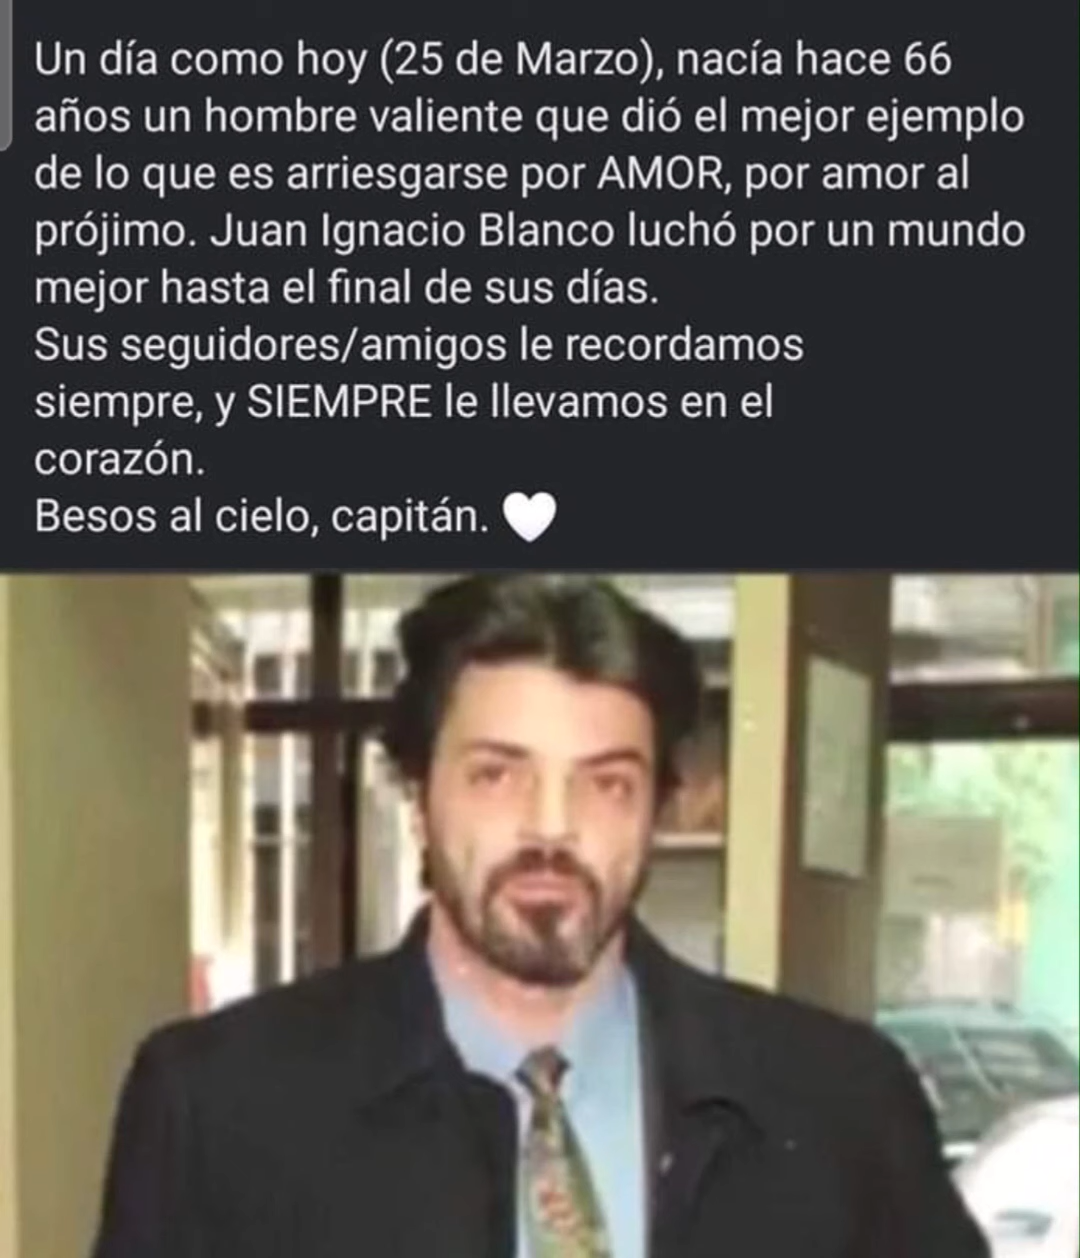 Un día como hoy (25 de Marzo), nacía hace 66
años un hombre valiente que dió el mejor ejemplo
de lo que es arriesgarse por AMOR, por amor al
prójimo. Juan Ignacio Blanco luchó por un mundo
mejor hasta el final de sus días.
Sus seguidores/amigos le recordamos
siempre, y SIEMPRE le llevamos en el
corazón.
Besos al cielo, capitán. 🤍